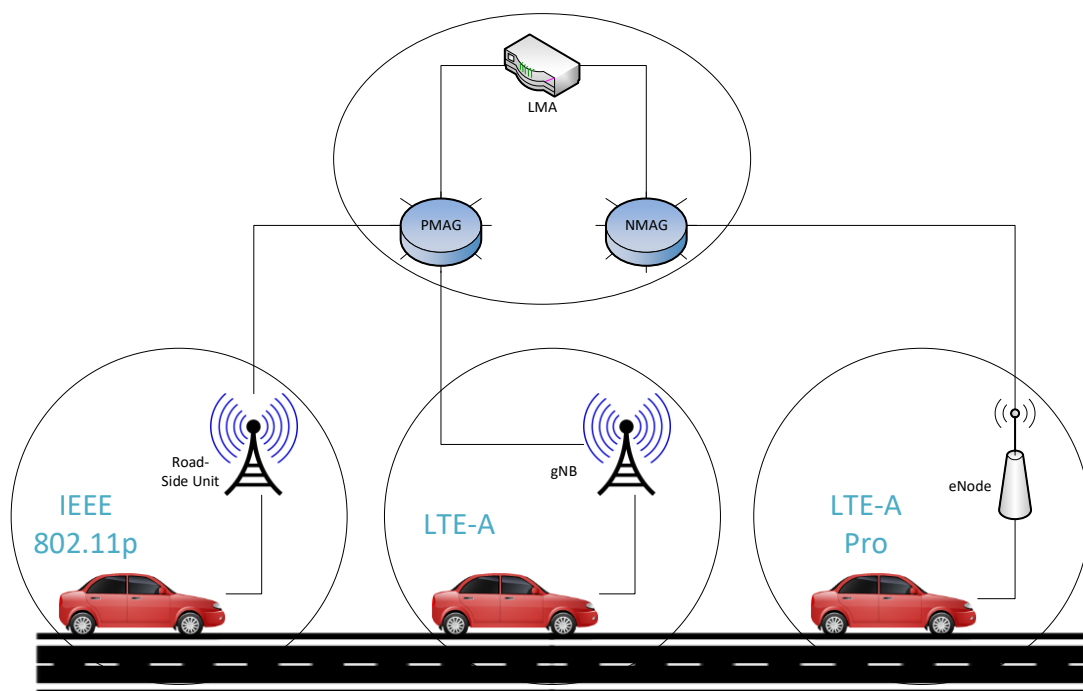 LMA
PMAG
NMAG
Road-
Side Unit
IEEE
802.11p
gNB
LTE-A
eNode
LTE-A
Pro